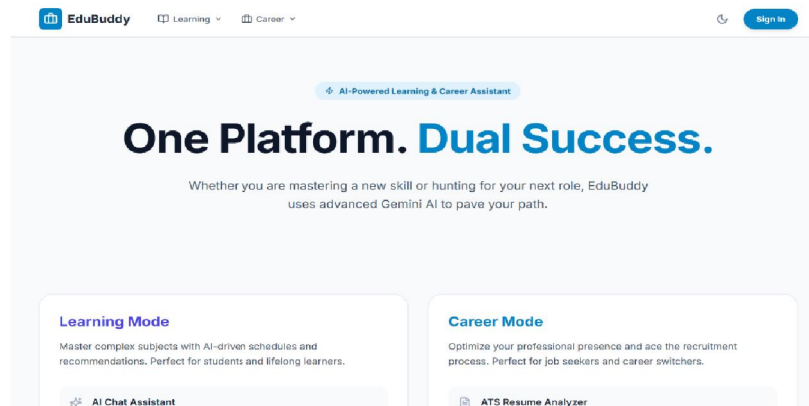 EduBuddy
Learning
Career
Sign In
AI-Powered Learning & Career Assistant
One Platform. Dual Success.
Whether you are mastering a new skill or hunting for your next role, EduBuddy
uses advanced Gemini AI to pave your path.
Learning Mode
Master complex subjects with AI-driven schedules and
recommendations. Perfect for students and lifelong learners.
AI Chat Assistant
Career Mode
Optimize your professional presence and ace the recruitment
process. Perfect for job seekers and career switchers.
ATS Resume Analyzer